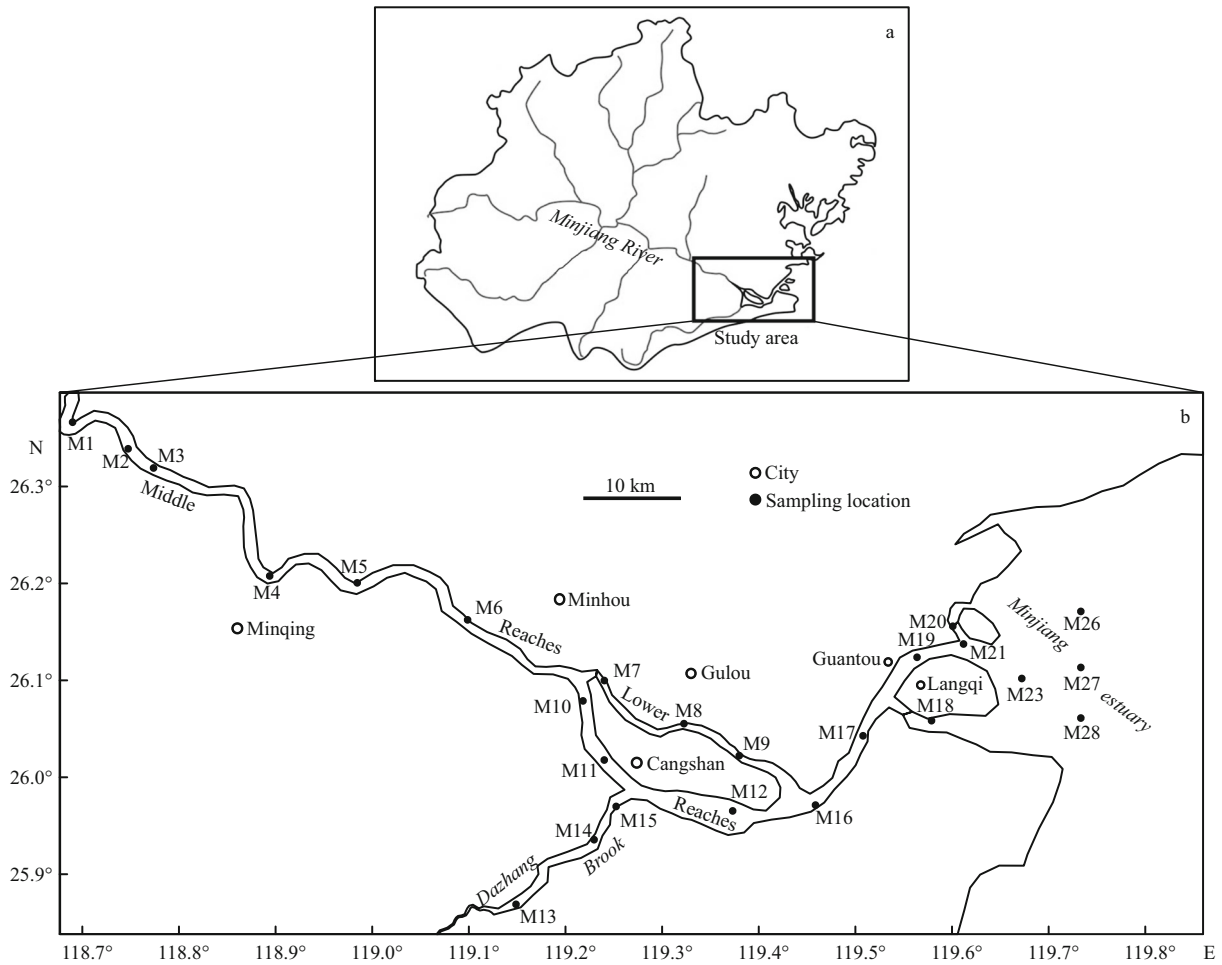 a
Minjiang River
Study area
b
N
26.3°
26.2°
26.1°
26.0°
25.9°
M1
M2
M3
Middle
10 km
City
Sampling location
M4
M5
M6
Minqing
Minhou
Reaches
M7
Gulou
M10
Lower
M8
M9
M11
Cangshan
M12
Reaches
M14
M15
M16
Dazhang
Brook
M13
M17
Guantou
M19
M20
M21
Langqi
M18
M23
Minjiang
estuary
M26
M27
M28
118.7°
118.8°
118.9°
119.0°
119.1°
119.2°
119.3°
119.4°
119.5°
119.6°
119.7°
119.8°
E